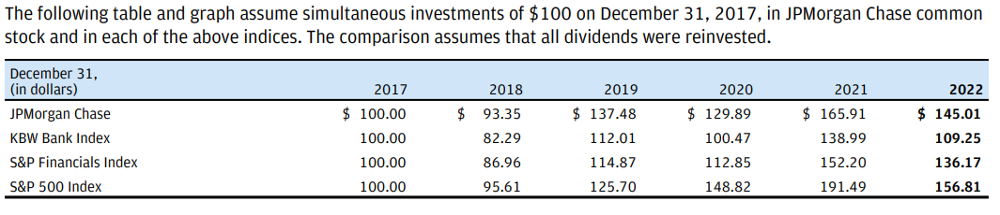 The following table and graph assume simultaneous investments of $100 on December 31, 2017, in JPMorgan Chase common
stock and in each of the above indices. The comparison assumes that all dividends were reinvested.
December 31,
(in dollars) 2017 2018 2019 2020 2021 2022
JPMorgan Chase $ 100.00 $ 93.35 $ 137.48 $ 129.89 $ 165.91 $ 145.01
KBW Bank Index 100.00 82.29 112.01 100.47 138.99 109.25
S&P Financials Index 100.00 86.96 114.87 112.85 152.20 136.17
S&P 500 Index 100.00 95.61 125.70 148.82 191.49 156.81